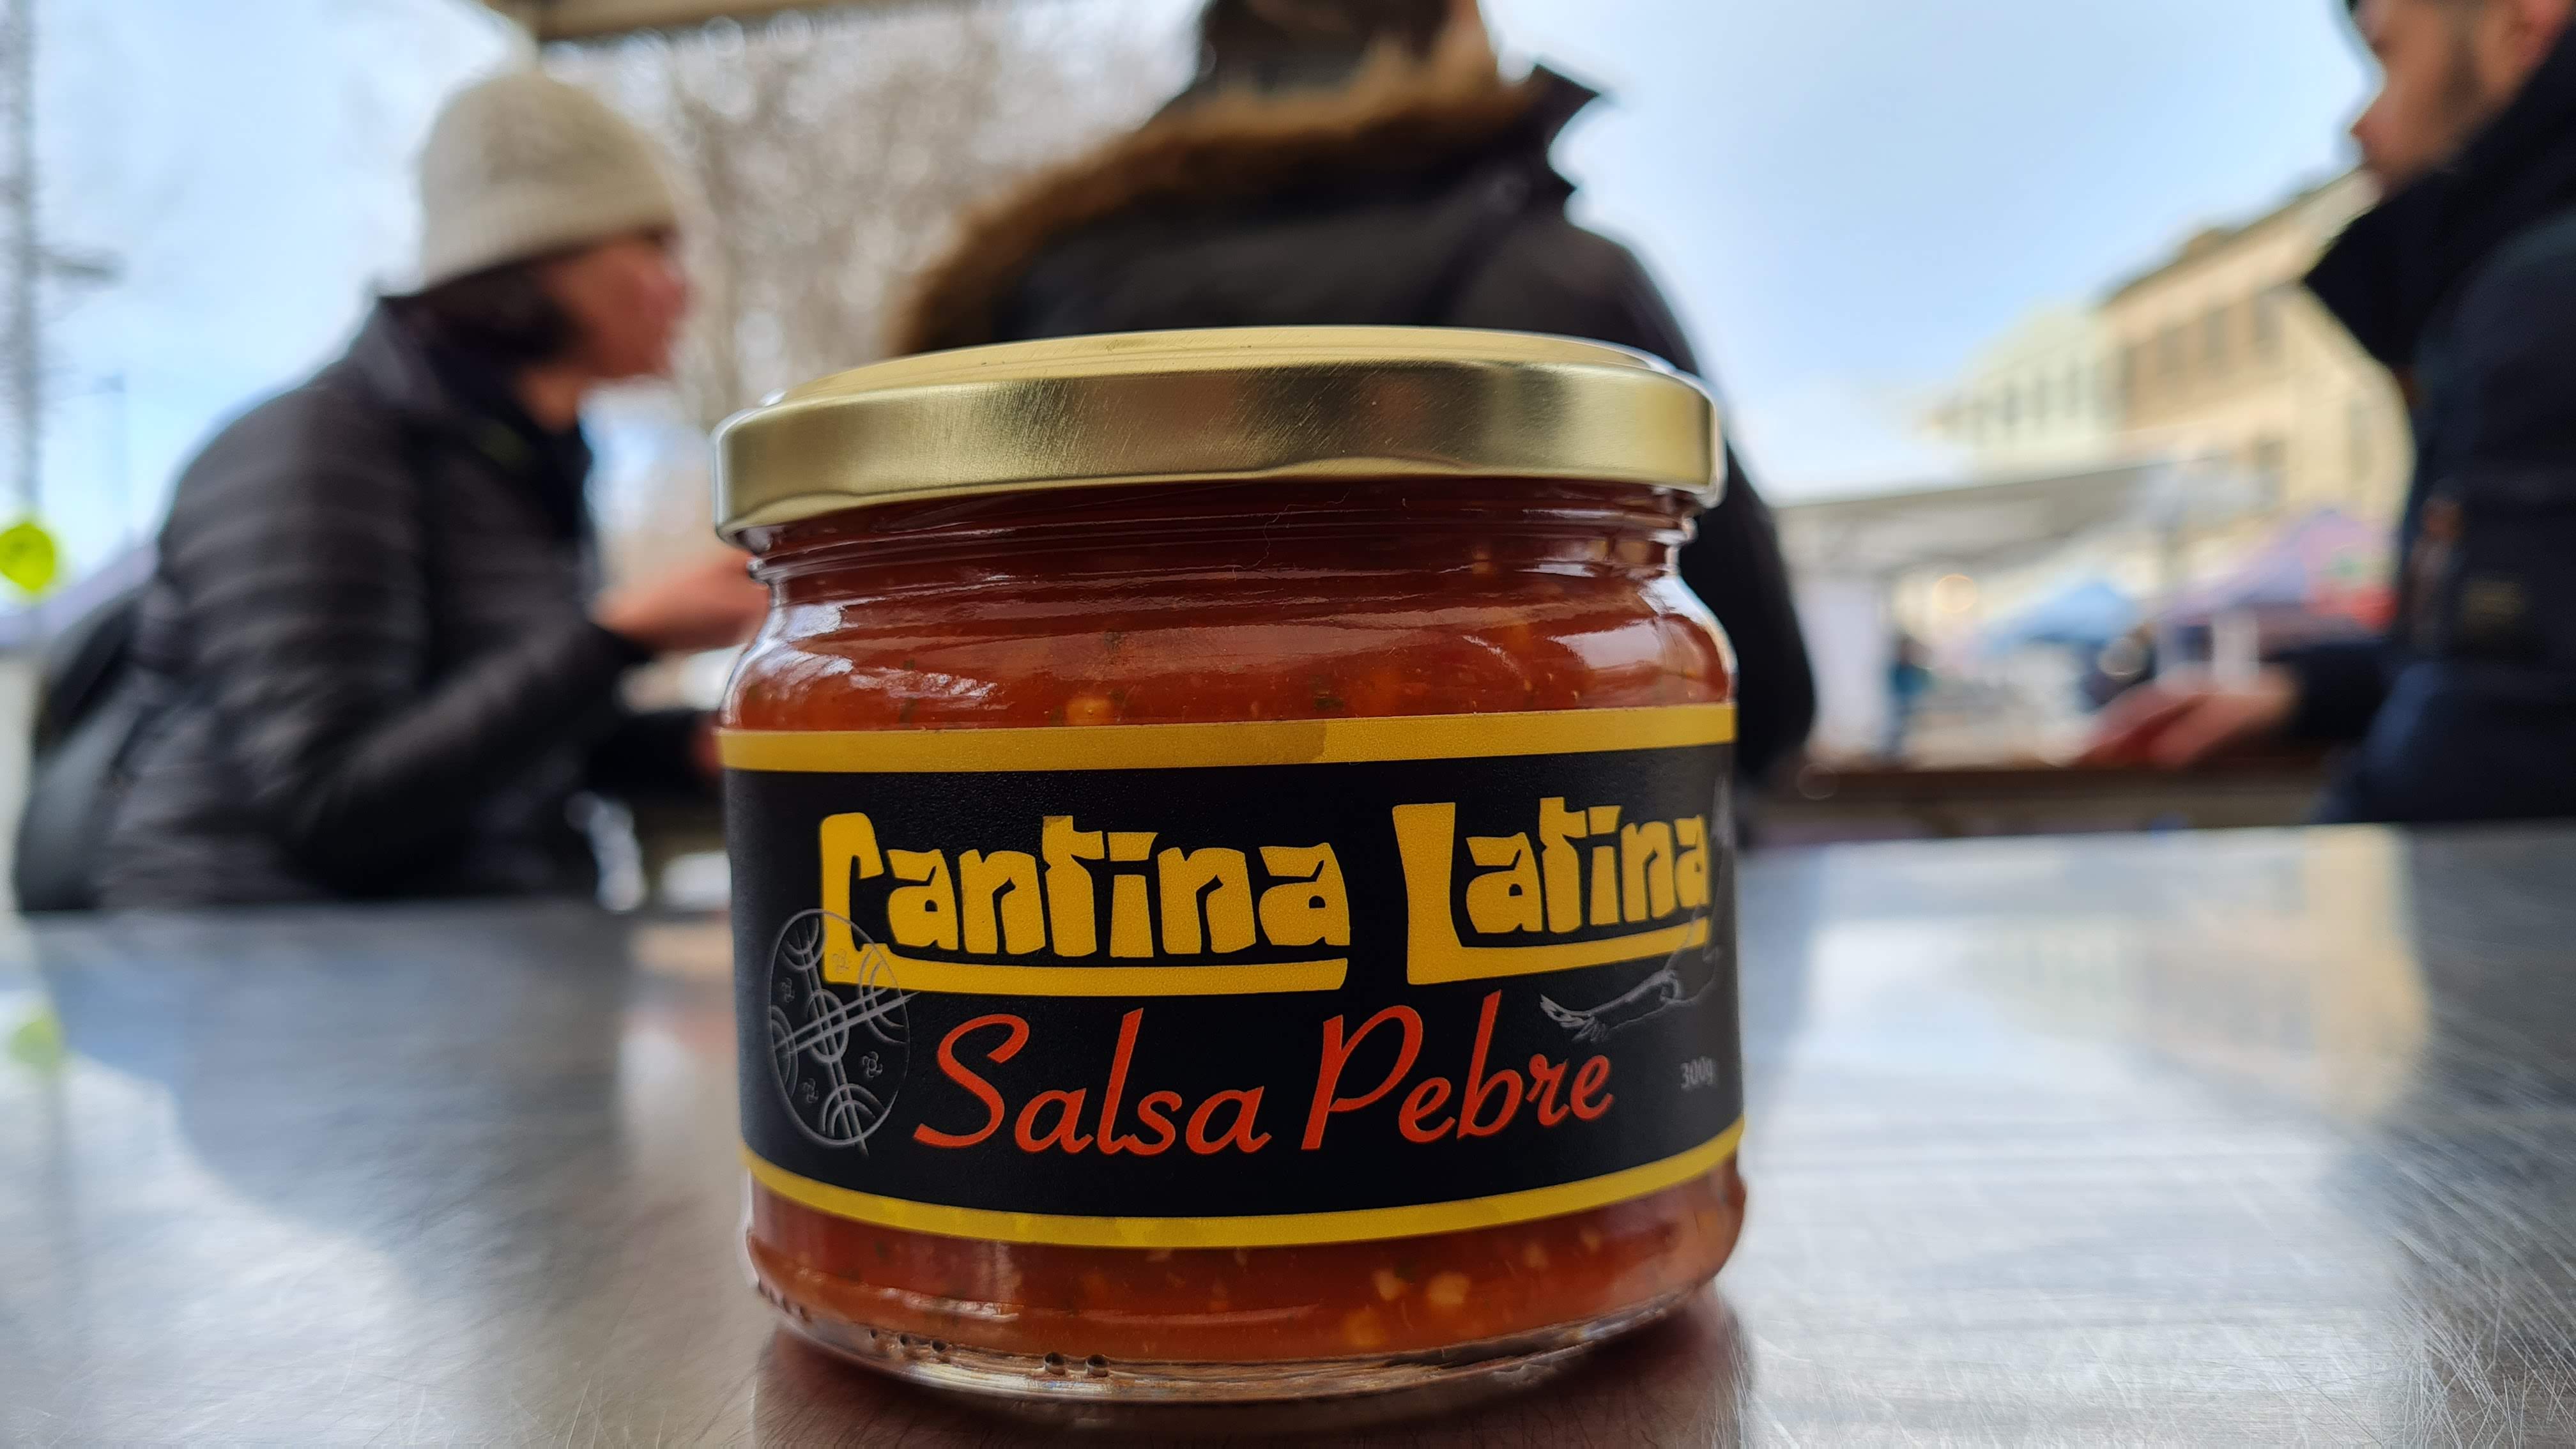 Cantina Latina
Salsa Pebre
300g